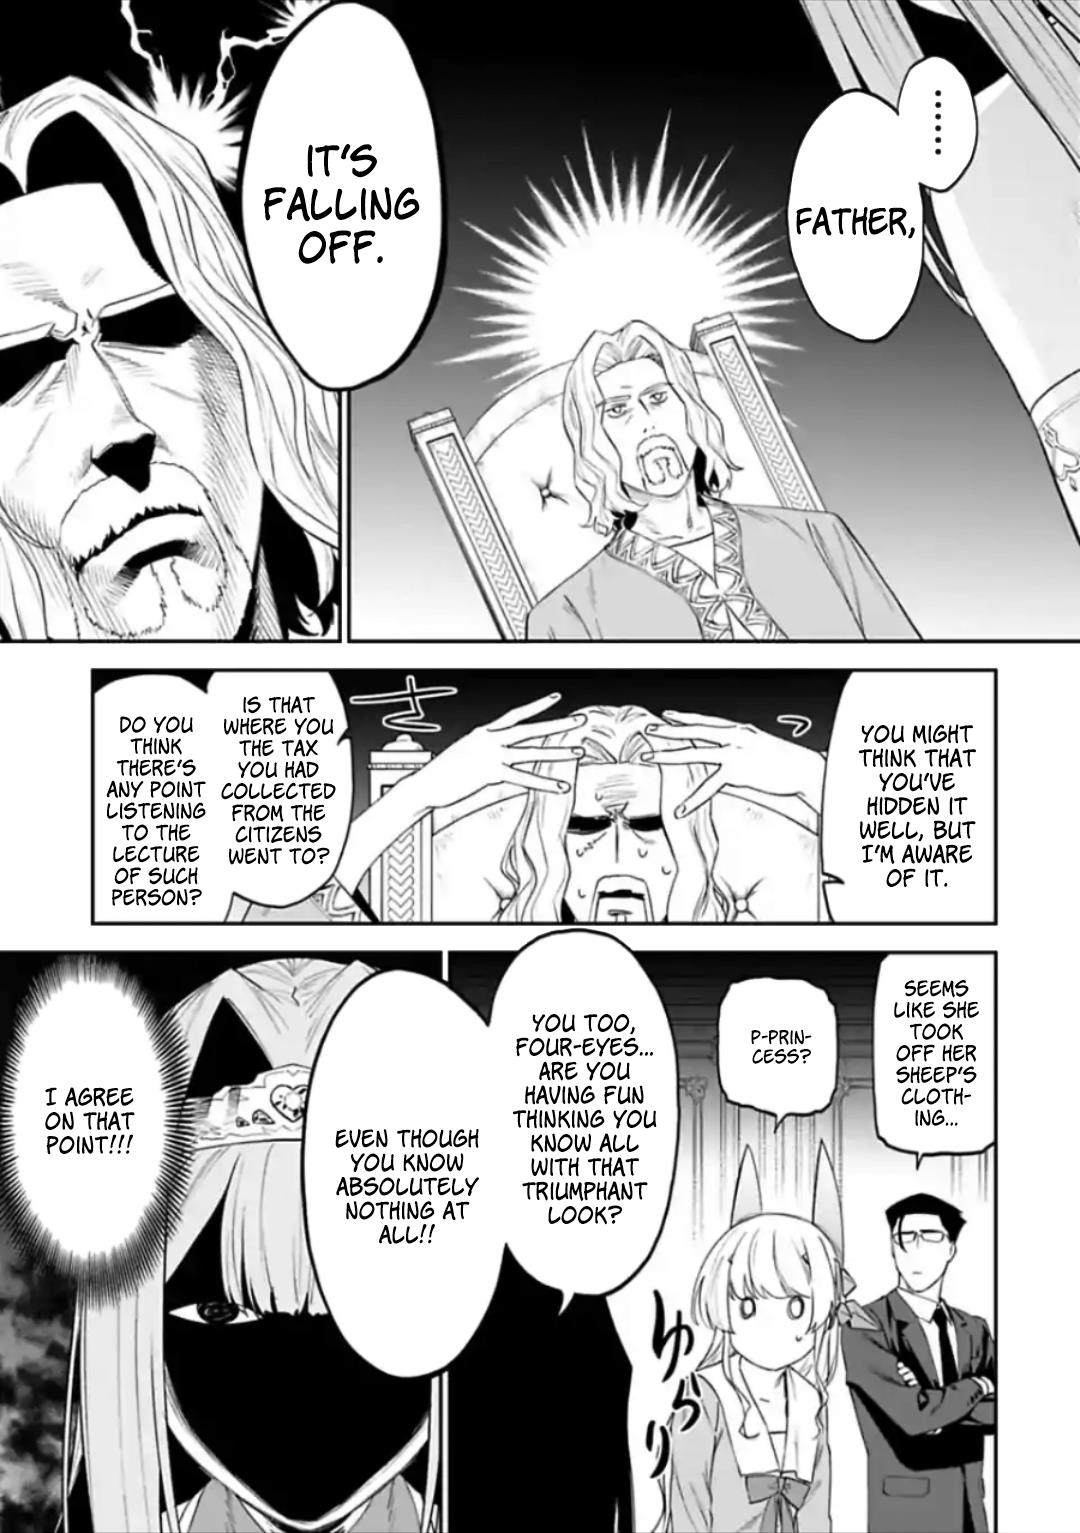 .......
FATHER,
IT'S
FALLING
OFF.
YOU MIGHT
THINK THAT
YOU'VE
HIDDEN IT
WELL, BUT
I'M AWARE
OF IT.
っ
ササ
IS THAT
WHERE YOU
THE TAX
YOU HAD
COLLECTED
FROM THE
CITIZENS
WENT TO?
DO YOU
THINK
THERE'S
ANY POINT
LISTENING
TO THE
LECTURE
OF SUCH
PERSON?
SEEMS
LIKE SHE
TOOK
OFF HER
SHEEP'S
CLOTH-
ING...
P-PRIN-
CESS?
YOU TOO,
FOUR-EYES...
ARE YOU
HAVING FUN
THINKING YOU
KNOW ALL
WITH THAT
TRIUMPHANT
LOOK?
ゆらり
EVEN THOUGH
YOU KNOW
ABSOLUTELY
NOTHING AT
ALL!!
I AGREE
ON THAT
POINT!!!